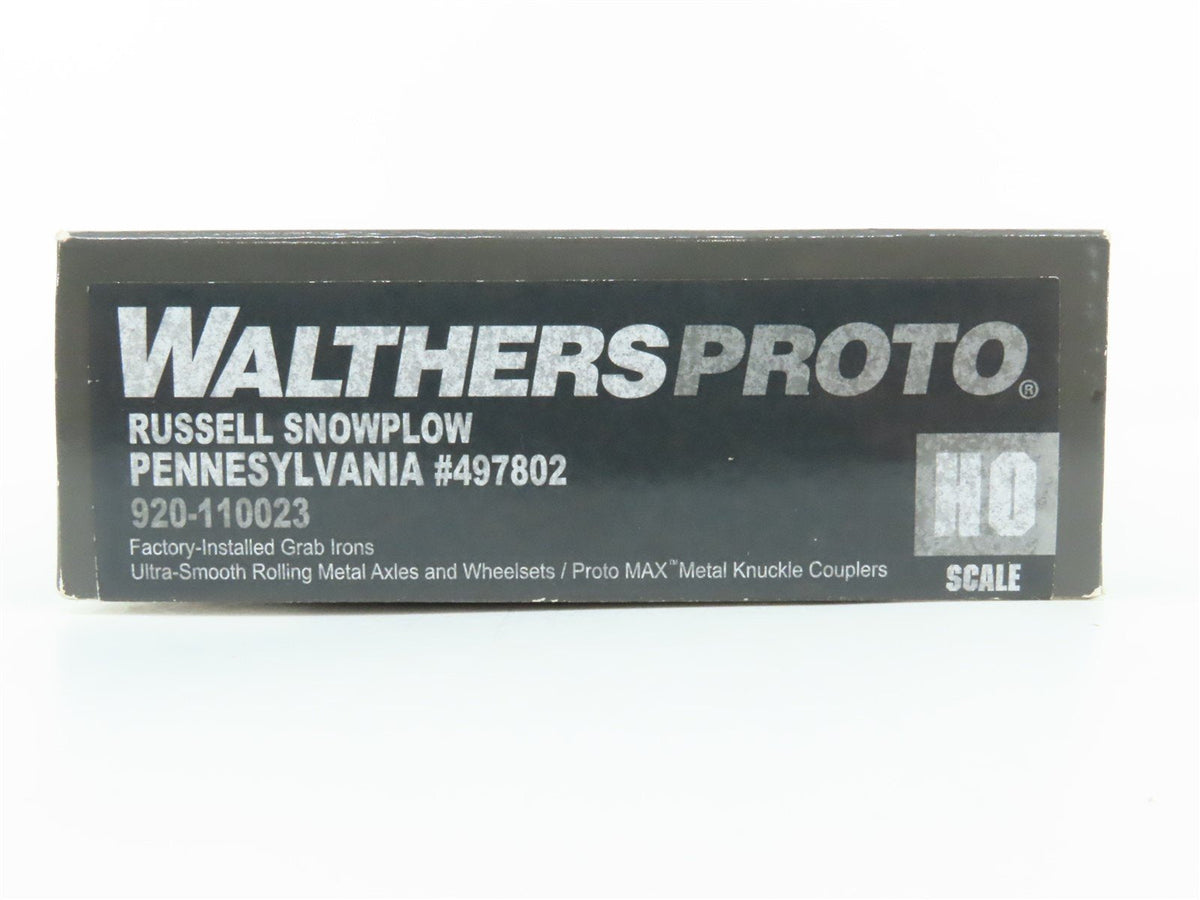 WALTHERSPROTO®
RUSSELL SNOWPLOW
PENNESYLVANIA #497802
920-110023
Factory-Installed Grab Irons
Ultra-Smooth Rolling Metal Axles and Wheelsets / Proto MAX™ Metal Knuckle Couplers
HO
SCALE